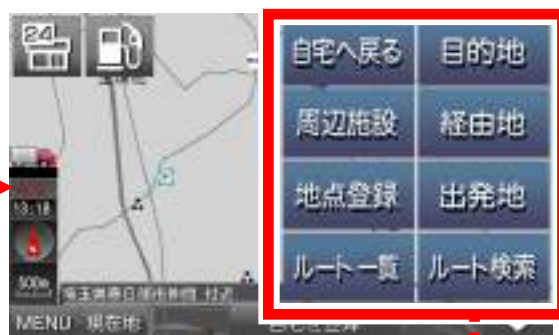 24
自宅へ戻る 目的地
周辺施設 経由地
地点登録 出発地
ルート一覧 ルート検索
13:18
500m
MENU 現在地